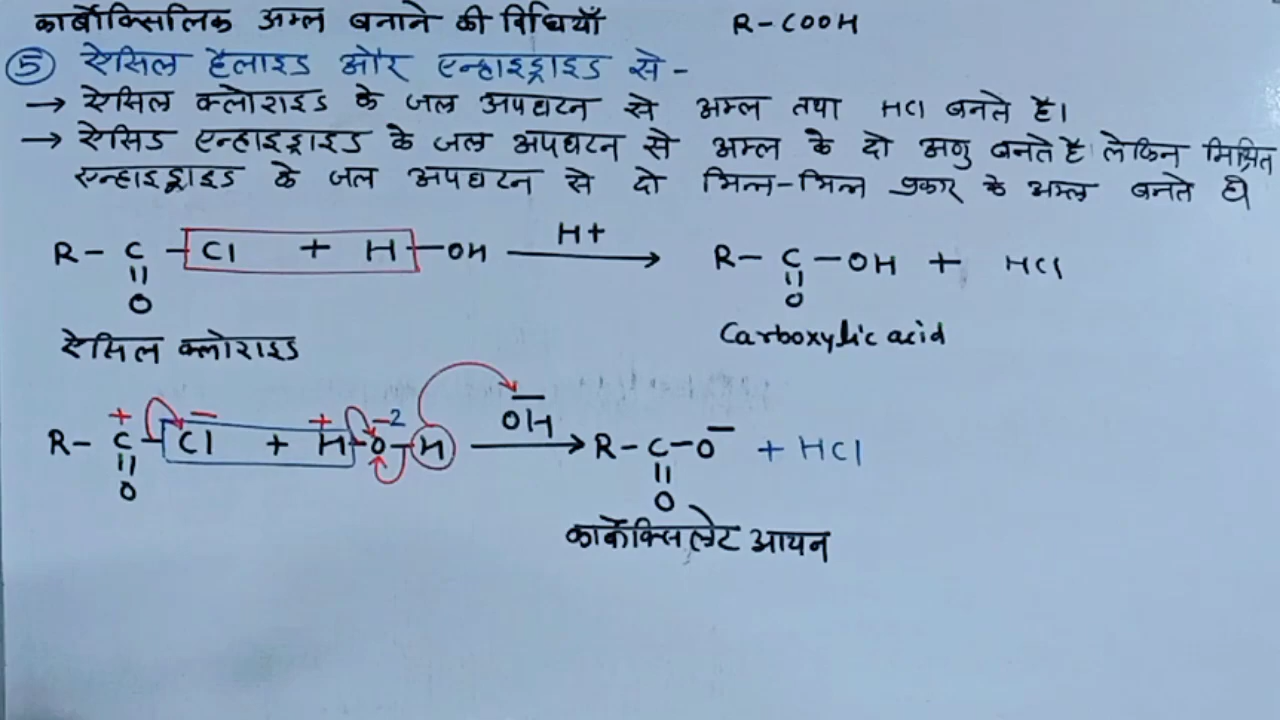 कार्बोक्सिलिक अम्ल बनाने की विधियाँ R-COOH
⑤ ऐसिल हैलाइड और एन्हाइड्राइड से -
→ ऐसिल क्लोराइड के जल अपघटन से अम्ल तथा HCl बनते है।
→ ऐसिड एन्हाइड्राइड के जल अपघटन से अम्ल के दो अणु बनते है लेकिन मिश्रित
एन्हाइड्राइड के जल अपघटन से दो भिन्न-भिन्न प्रकार के अम्ल बनते है
R- C -Cl + H-OH H+ → R- C -OH + HCl
|| ||
O O
ऐसिल क्लोराइड Carboxylic acid
+ - + -2 OH⁻
R- C -Cl + H-O-H → R-C-O⁻ + HCl
|| ||
O O
कार्बोक्सिलेट आयन